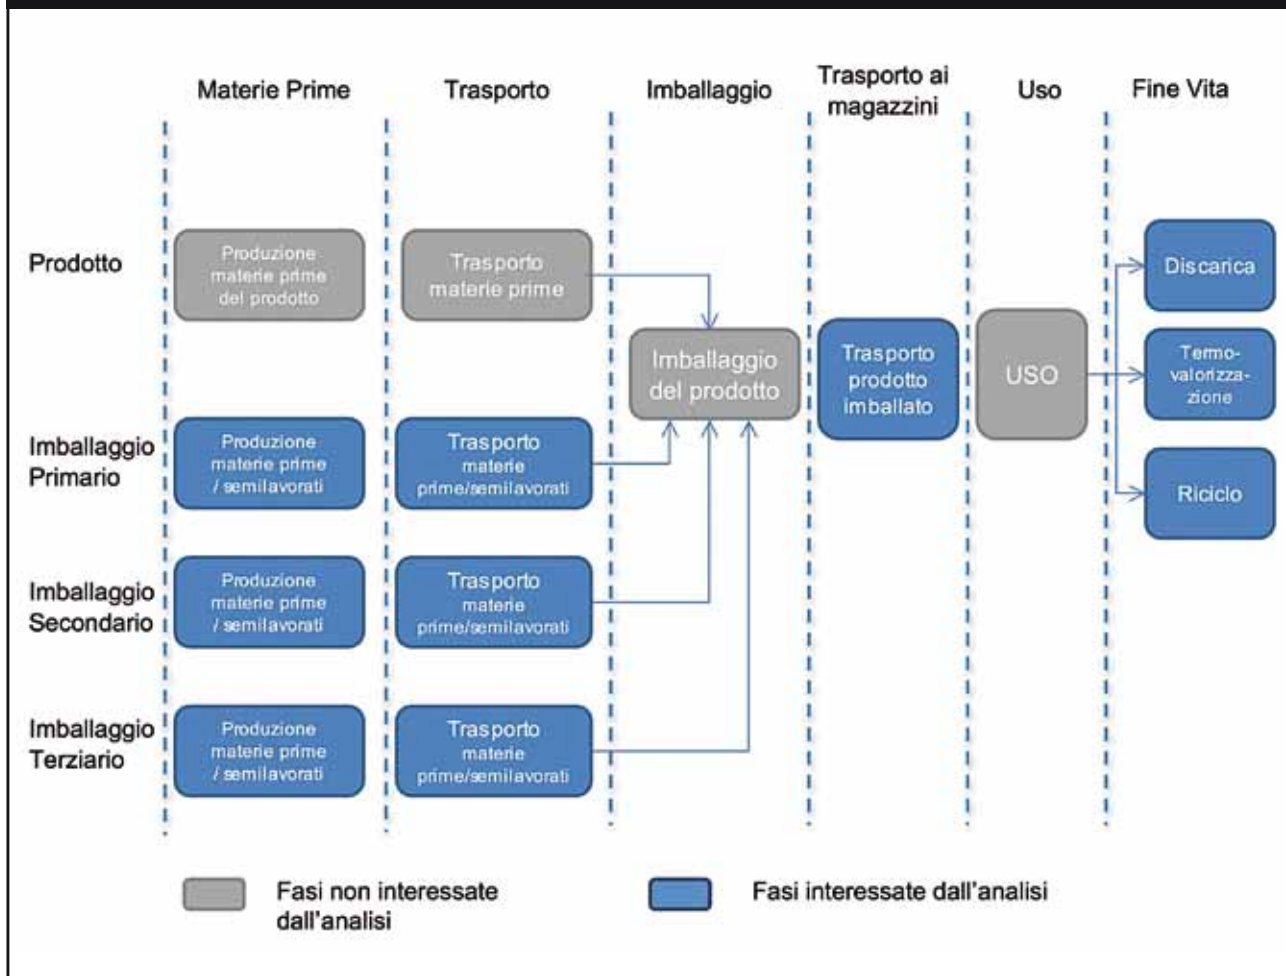 Materie Prime
Trasporto
Imballaggio
Trasporto ai
magazzini
Uso
Fine Vita
Prodotto
Produzione
materie prime
del prodotto
Trasporto
materie prime
Imballaggio
del prodotto
Trasporto
prodotto
imballato
USO
Discarica
Termo-
valorizza-
zione
Riciclo
Imballaggio
Primario
Produzione
materie prime
/ semilavorati
Trasporto
materie
prime/semilavorati
Imballaggio
Secondario
Produzione
materie prime
/ semilavorati
Trasporto
materie
prime/semilavorati
Imballaggio
Terziario
Produzione
materie prime
/ semilavorati
Trasporto
materie
prime/semilavorati
Fasi non interessate
dall'analisi
Fasi interessate dall'analisi